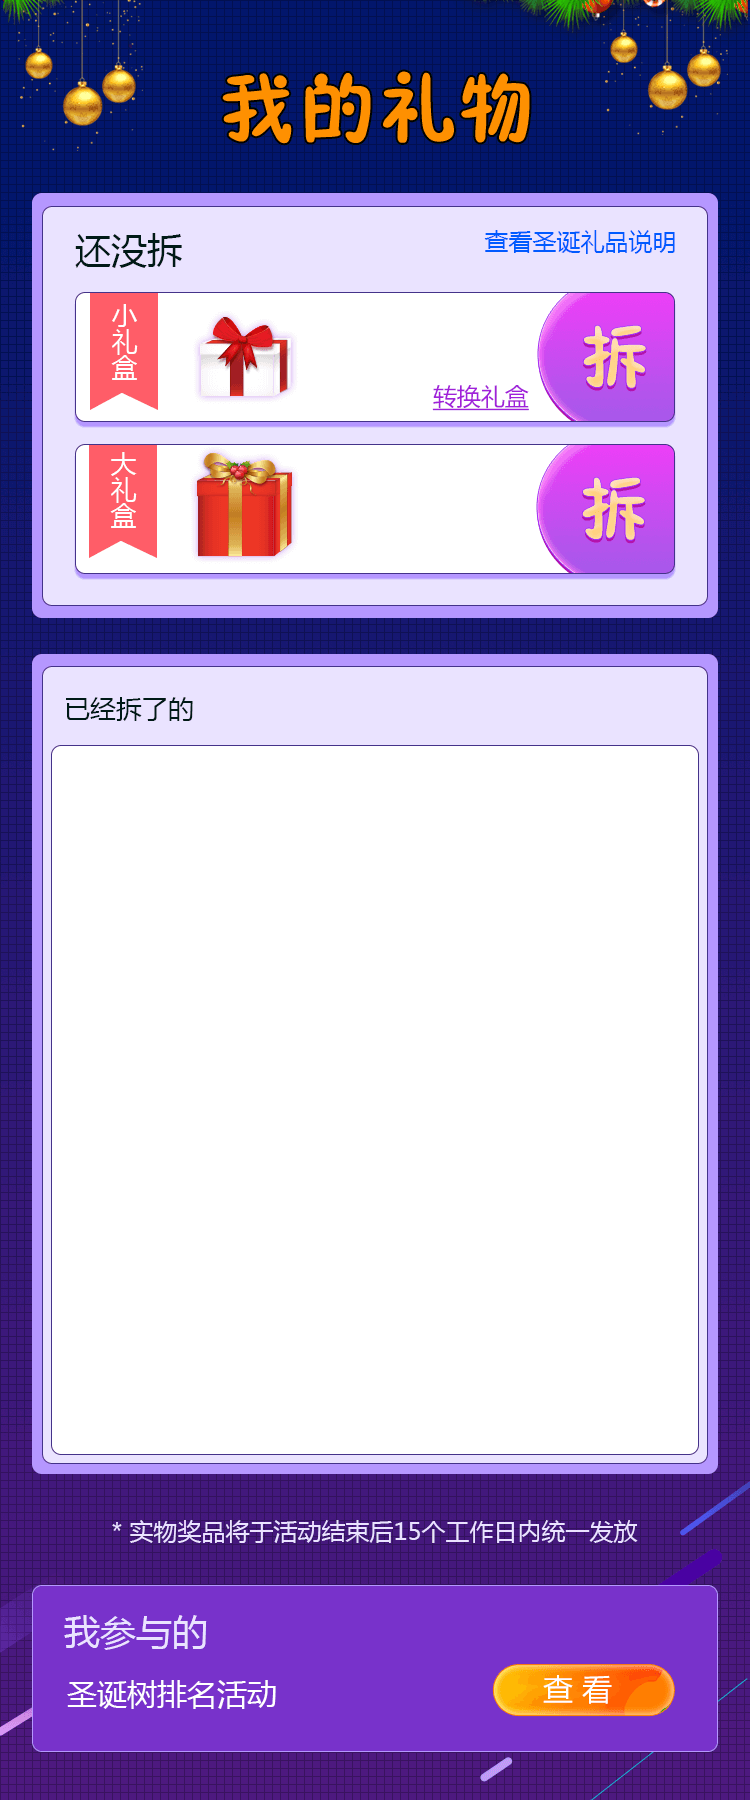 我的礼物
还没拆
查看圣诞礼品说明
小礼盒
拆
转换礼盒
大礼盒
拆
已经拆了的
* 实物奖品将于活动结束后15个工作日内统一发放
我参与的
圣诞树排名活动
查看